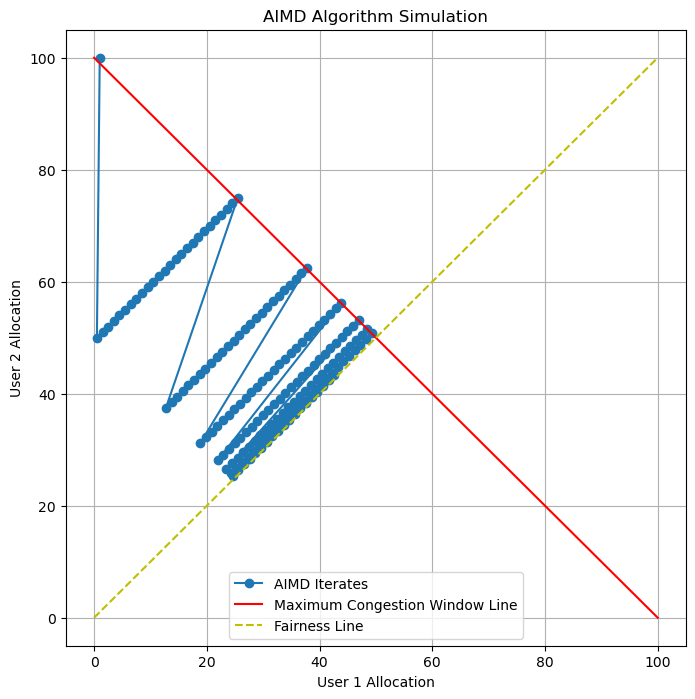 AIMD Algorithm Simulation
User 2 Allocation
100
80
60
40
20
0
0 20 40 60 80 100
User 1 Allocation
AIMD Iterates
Maximum Congestion Window Line
Fairness Line